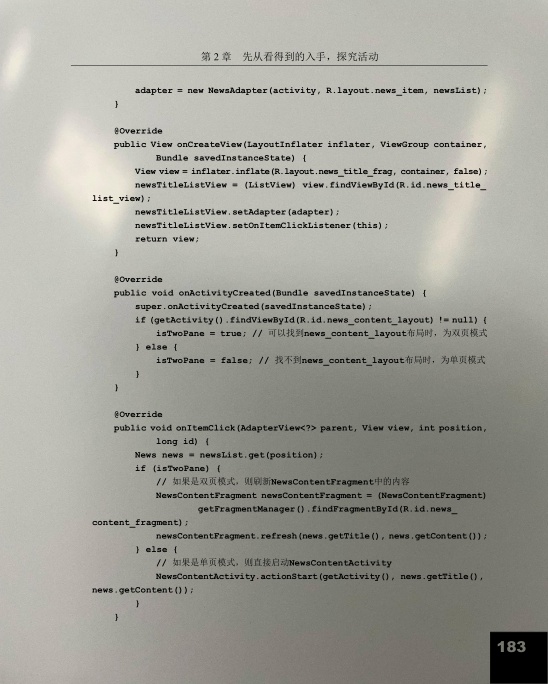 第 2 章 先从看得到的入手，探究活动
adapter = new NewsAdapter(activity, R.layout.news_item, newsList);
}
@Override
public View onCreateView(LayoutInflater inflater, ViewGroup container,
Bundle savedInstanceState) {
View view = inflater.inflate(R.layout.news_title_frag, container, false);
newsTitleListView = (ListView) view.findViewById(R.id.news_title_
list_view);
newsTitleListView.setAdapter(adapter);
newsTitleListView.setOnItemClickListener(this);
return view;
}
@Override
public void onActivityCreated(Bundle savedInstanceState) {
super.onActivityCreated(savedInstanceState);
if (getActivity().findViewById(R.id.news_content_layout) != null) {
isTwoPane = true; // 可以找到news_content_layout布局时，为双页模式
} else {
isTwoPane = false; // 找不到news_content_layout布局时，为单页模式
}
}
@Override
public void onItemClick(AdapterView<?> parent, View view, int position,
long id) {
News news = newsList.get(position);
if (isTwoPane) {
// 如果是双页模式，则刷新NewsContentFragment中的内容
NewsContentFragment newsContentFragment = (NewsContentFragment)
getFragmentManager().findFragmentById(R.id.news_
content_fragment);
newsContentFragment.refresh(news.getTitle(), news.getContent());
} else {
// 如果是单页模式，则直接启动NewsContentActivity
NewsContentActivity.actionStart(getActivity(), news.getTitle(),
news.getContent());
}
}
183